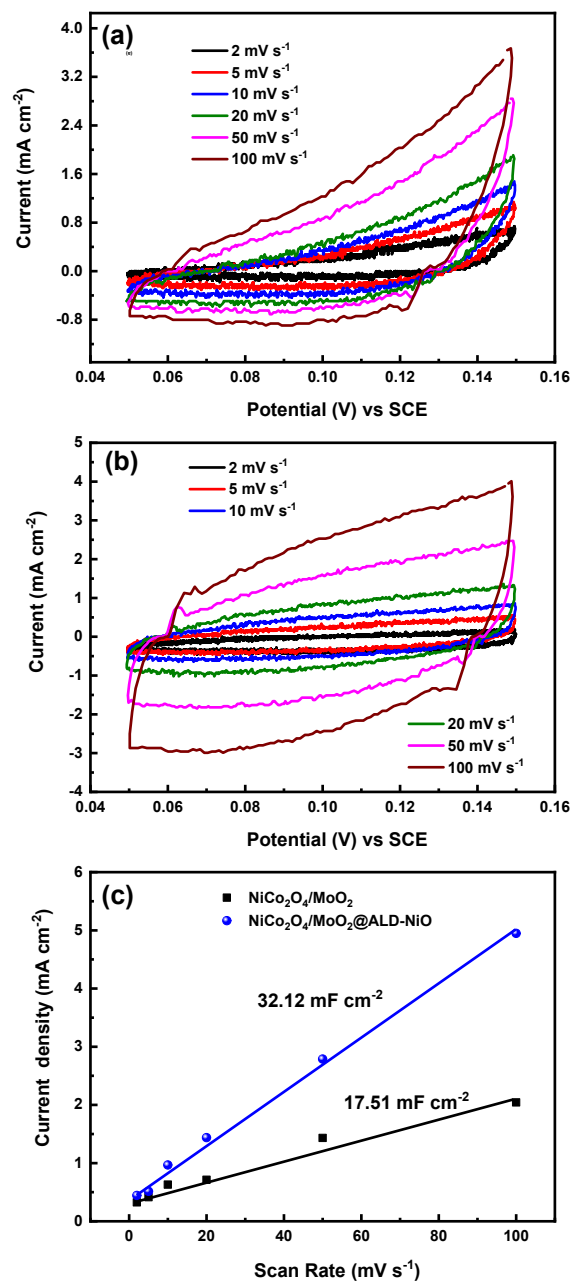 (a)
2 mV s⁻¹
5 mV s⁻¹
10 mV s⁻¹
20 mV s⁻¹
50 mV s⁻¹
100 mV s⁻¹
3.6
2.4
1.2
0.0
-0.8
Current (mA cm⁻²)
0.04 0.06 0.08 0.10 0.12 0.14 0.16
Potential (V) vs SCE
(b)
2 mV s⁻¹
5 mV s⁻¹
10 mV s⁻¹
20 mV s⁻¹
50 mV s⁻¹
100 mV s⁻¹
5
4
3
2
1
0
-1
-2
-3
-4
Current (mA cm⁻²)
0.04 0.06 0.08 0.10 0.12 0.14 0.16
Potential (V) vs SCE
(c)
NiCo₂O₄/MoO₂
NiCo₂O₄/MoO₂@ALD-NiO
32.12 mF cm⁻²
17.51 mF cm⁻²
6
5
4
3
2
1
0
Current density (mA cm⁻²)
0 20 40 60 80 100
Scan Rate (mV s⁻¹)